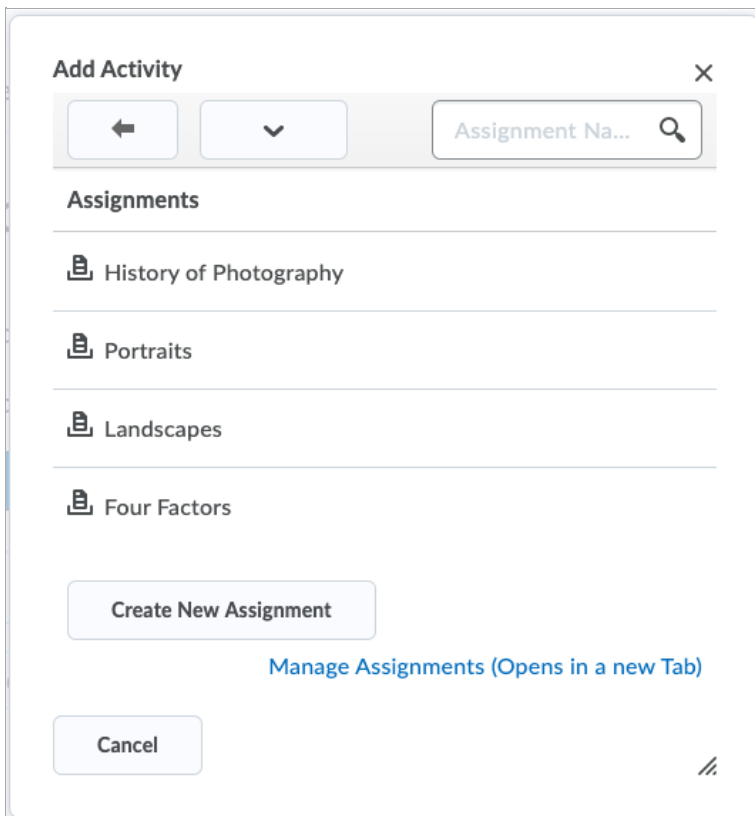 Add Activity
Assignment Na...
Assignments
History of Photography
Portraits
Landscapes
Four Factors
Create New Assignment
Manage Assignments (Opens in a new Tab)
Cancel